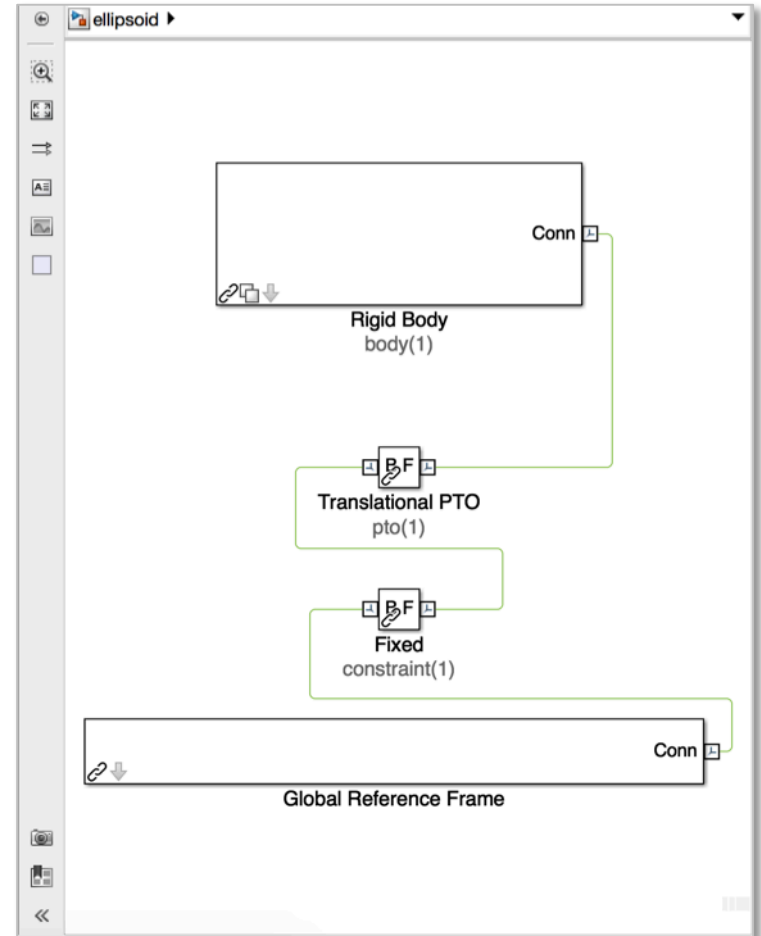 ellipsoid
Conn
Rigid Body
body(1)
B F
Translational PTO
pto(1)
B F
Fixed
constraint(1)
Conn
Global Reference Frame